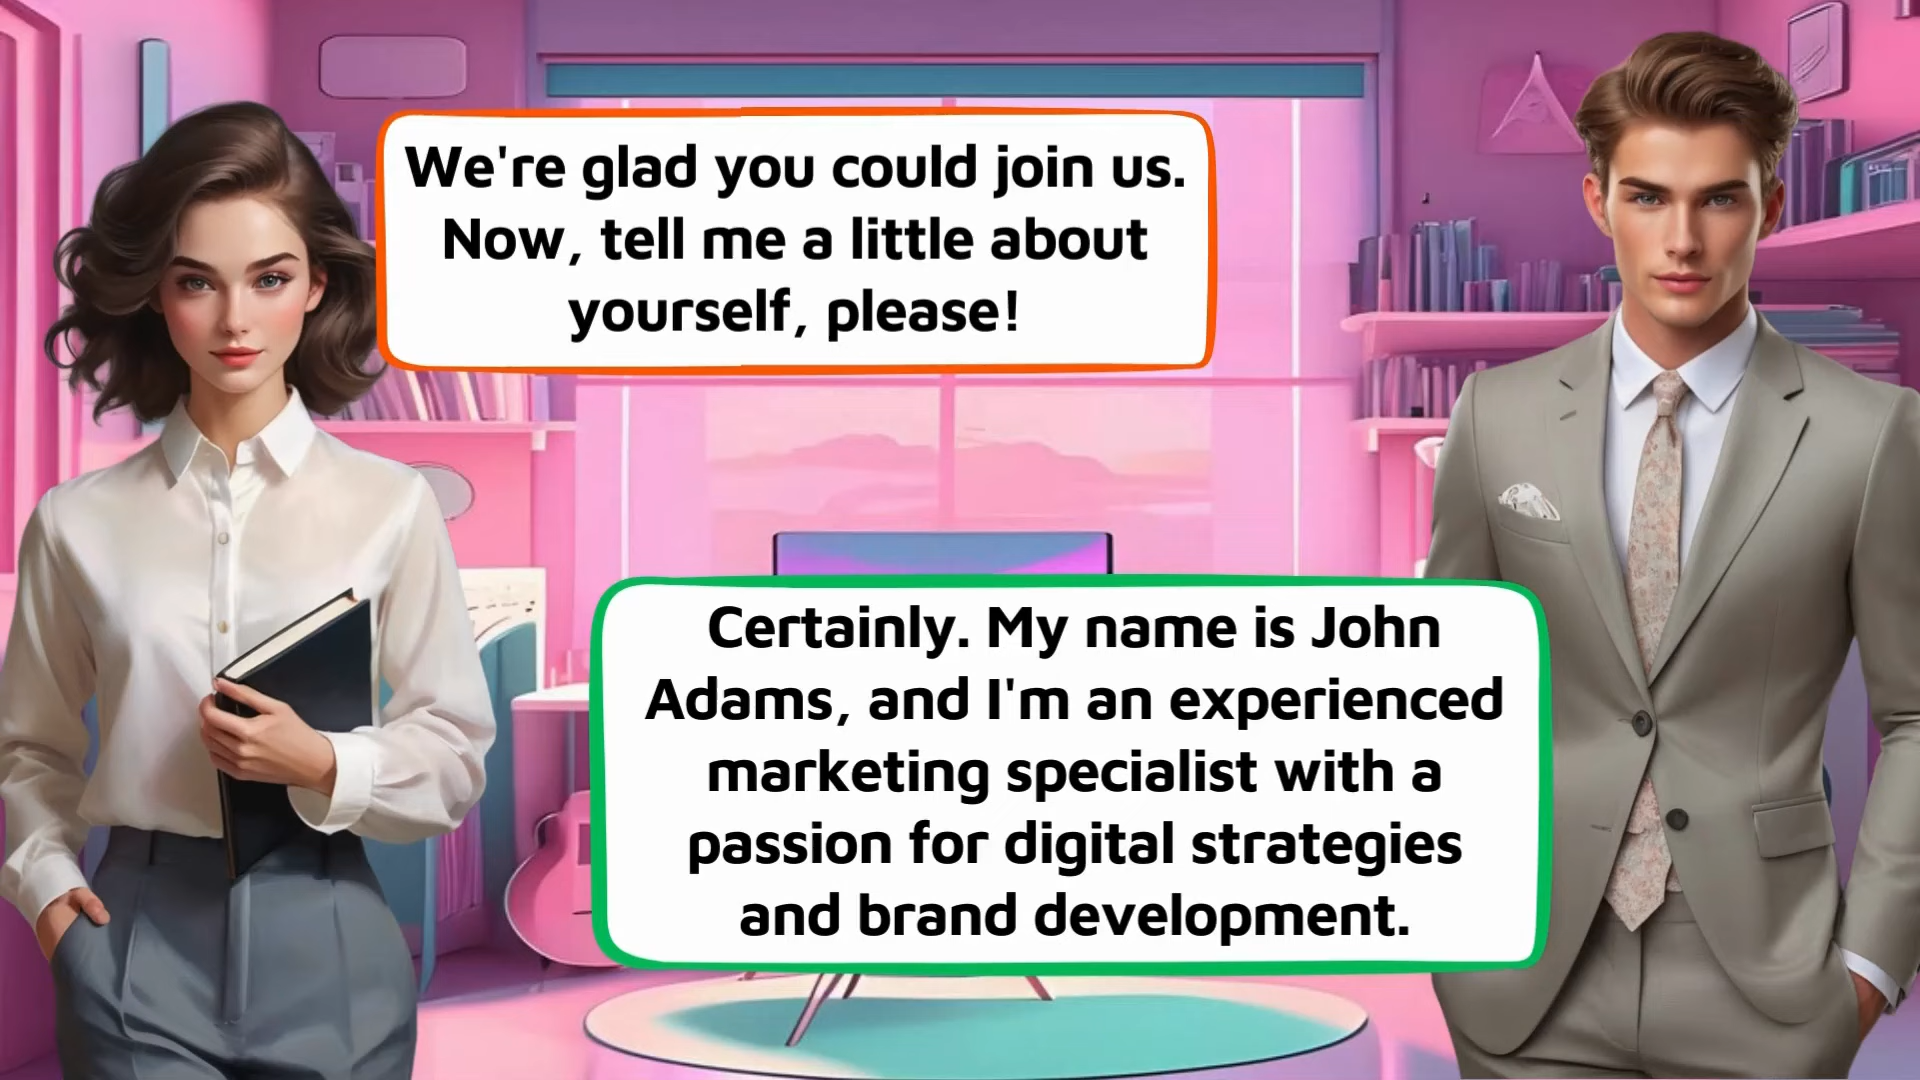 We're glad you could join us.
Now, tell me a little about
yourself, please!
Certainly. My name is John
Adams, and I'm an experienced
marketing specialist with a
passion for digital strategies
and brand development.